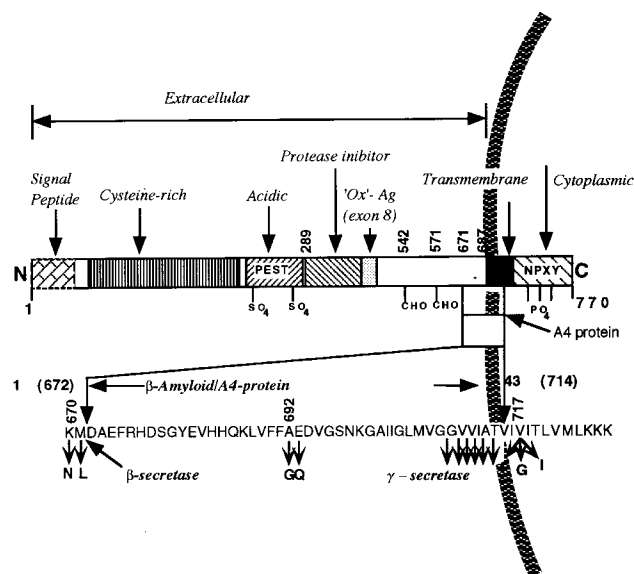 Extracellular
Protease inibitor
Signal
Peptide
Cysteine-rich
Acidic
'Ox'- Ag
(exon 8)
Transmembrane
Cytoplasmic
289
542
571
671
687
N
PEST
NPXY
C
1
SO4
SO4
CHO
CHO
PO4
770
A4 protein
1 (672)
β-Amyloid/A4-protein
43 (714)
670
692
717
KMDAEFRHDSGYEVHHQKLVFFAEDVGSNKGAIIGLMVGGVVIATVIVITLVMLKKK
N L
β-secretase
GQ
γ - secretase
G
I